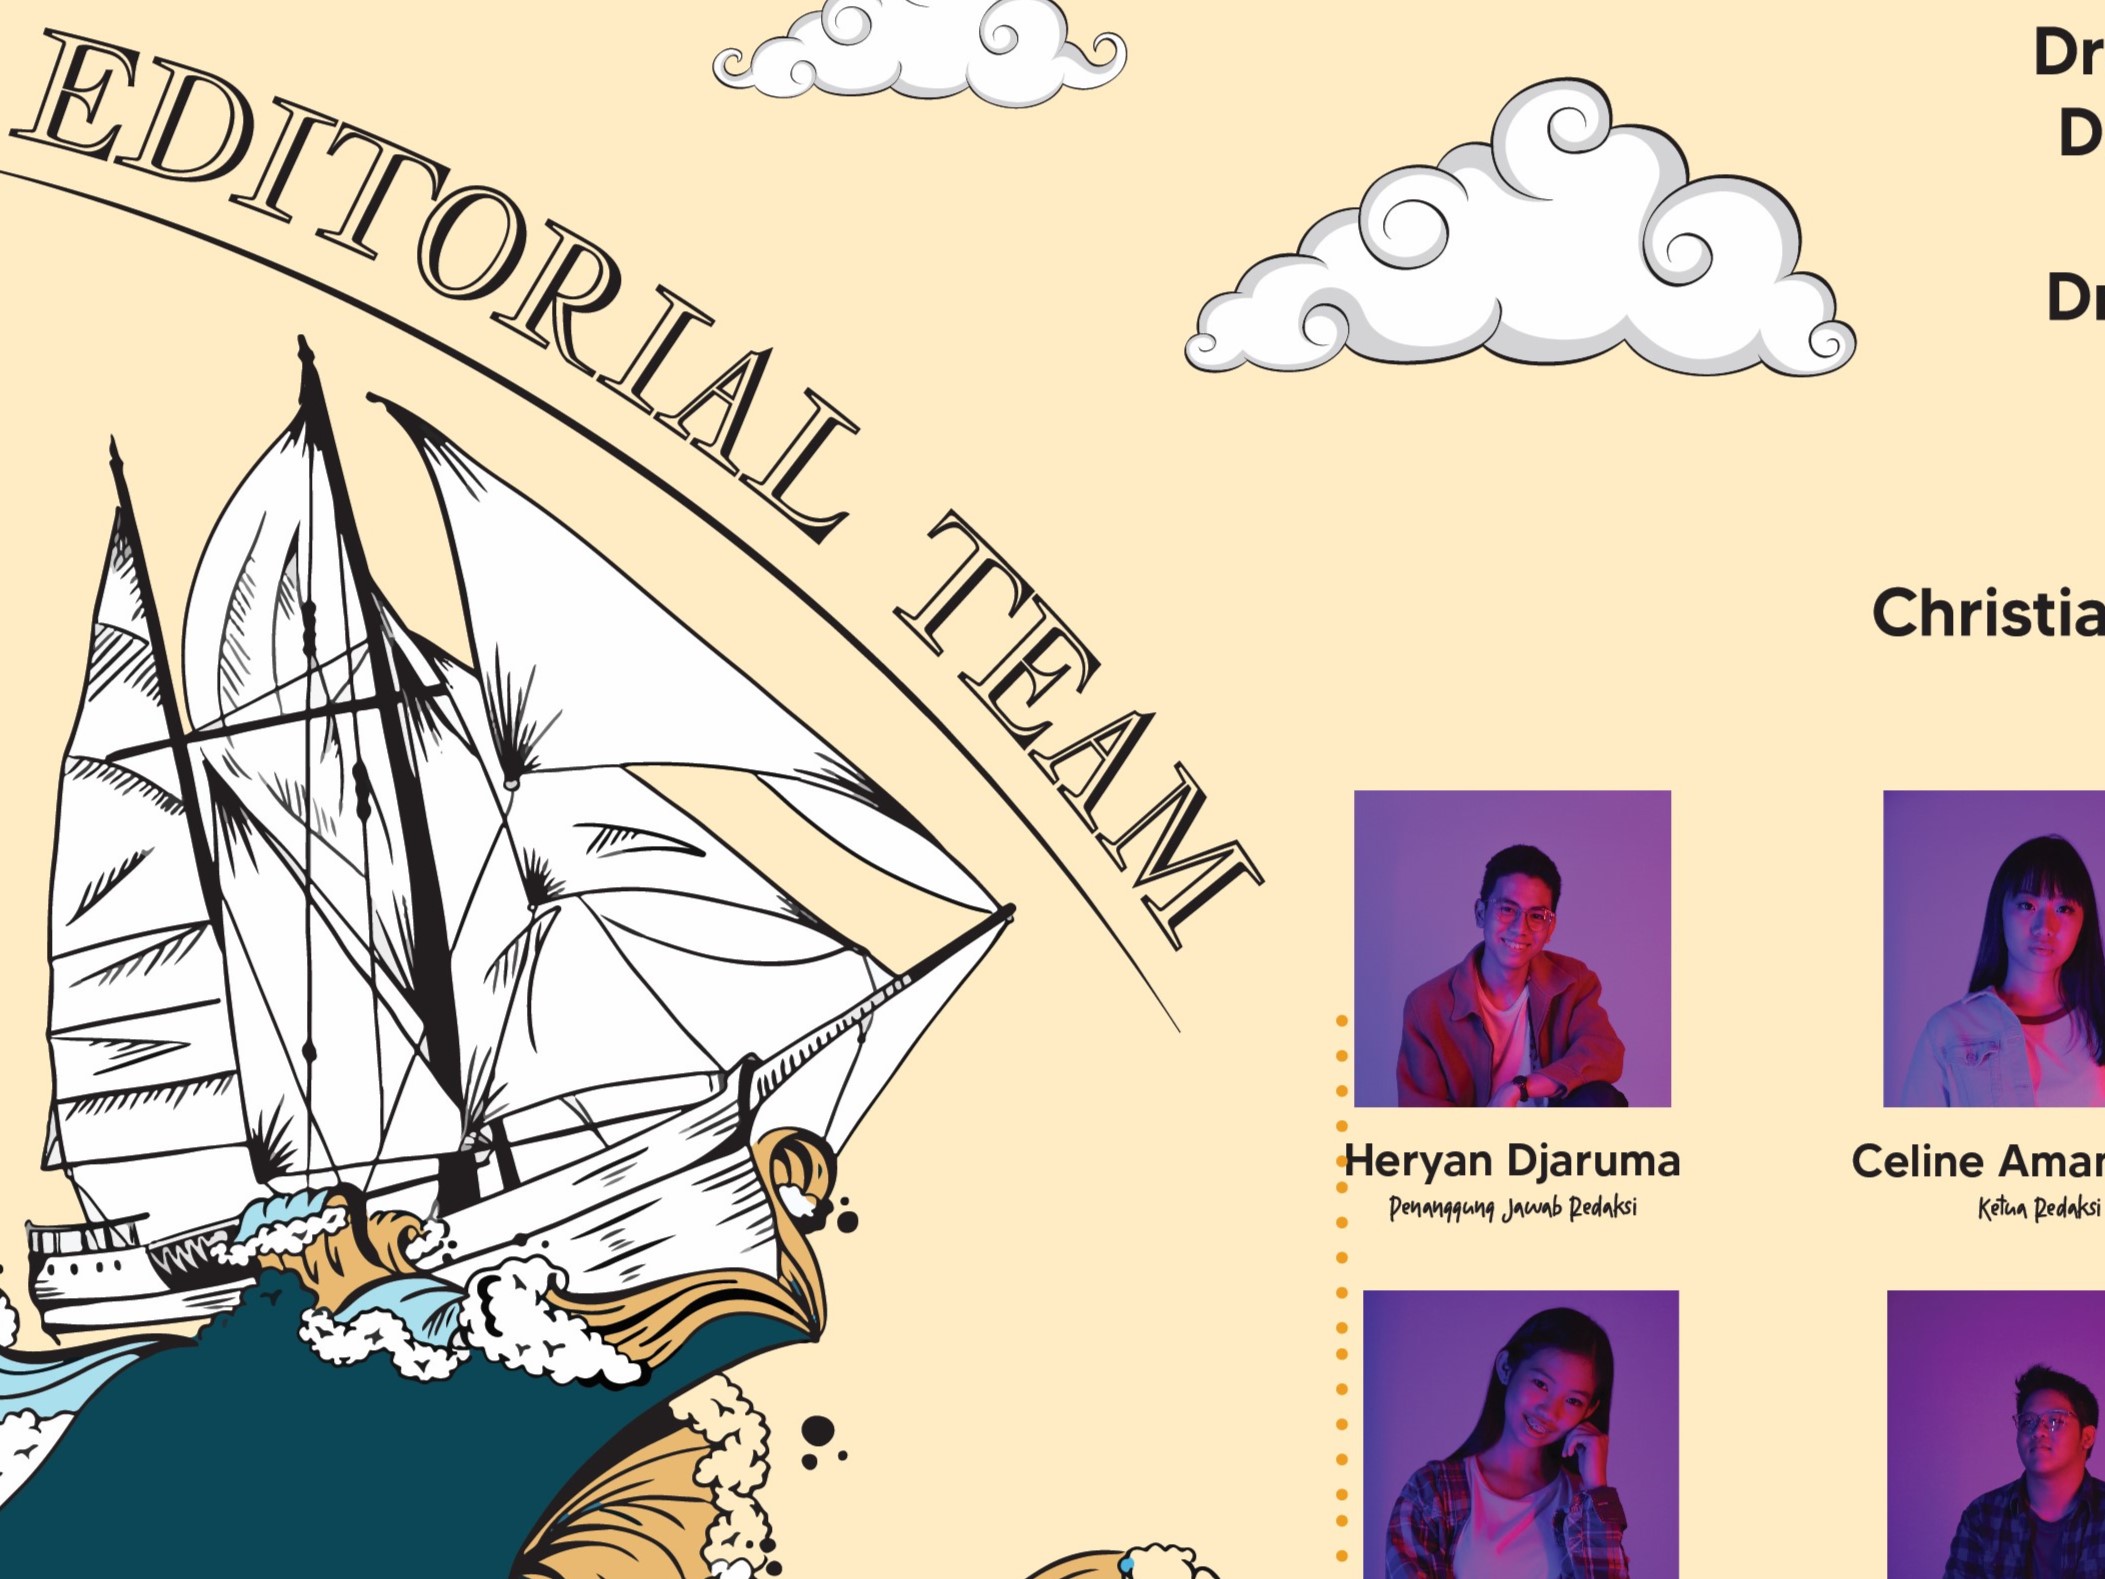 EDITORIAL TEAM
Dr
D
Dr
Christia
Heryan Djaruma
Penanggung Jawab Redaksi
Celine Amar
Ketua Redaksi